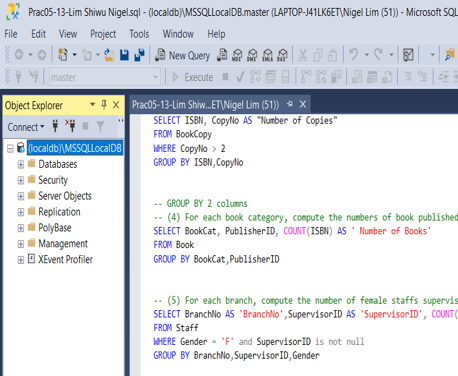 Prac05-13-Lim Shiwu Nigel.sql - (localdb)\MSSQLLocalDB.master (LAPTOP-J41LK6ET\Nigel Lim (51)) - Microsoft SQL
File Edit View Project Tools Window Help
New Query MDX DMX XMLA DAX
master Execute
Object Explorer
Prac05-13-Lim Shiw...ET\Nigel Lim (51))
Connect
(localdb)\MSSQLLocalDB
Databases
Security
Server Objects
Replication
PolyBase
Management
XEvent Profiler
SELECT ISBN, CopyNo AS "Number of Copies"
FROM BookCopy
WHERE CopyNo > 2
GROUP BY ISBN,CopyNo
-- GROUP BY 2 columns
-- (4) For each book category, compute the numbers of book published
SELECT BookCat, PublisherID, COUNT(ISBN) AS ' Number of Books'
FROM Book
GROUP BY BookCat,PublisherID
-- (5) For each branch, compute the number of female staffs supervis
SELECT BranchNo AS 'BranchNo',SupervisorID AS 'SupervisorID', COUNT(
FROM Staff
WHERE Gender = 'F' and SupervisorID is not null
GROUP BY BranchNo,SupervisorID,Gender